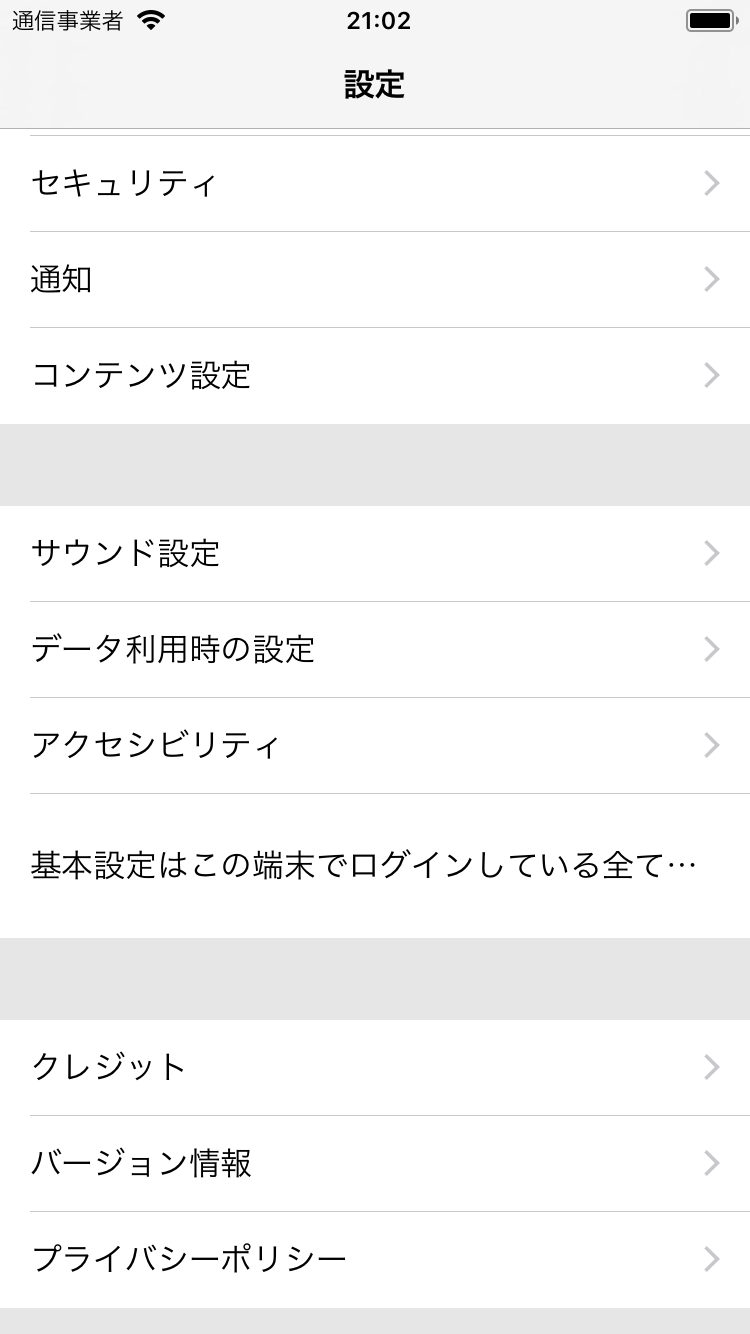 通信事業者 21:02
設定
セキュリティ
通知
コンテンツ設定
サウンド設定
データ利用時の設定
アクセシビリティ
基本設定はこの端末でログインしている全て…
クレジット
バージョン情報
プライバシーポリシー